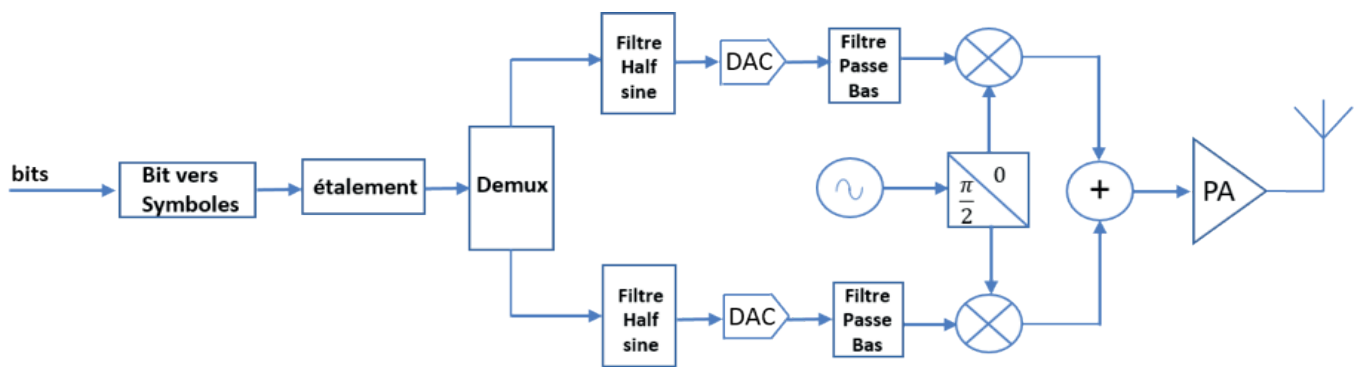 bits
Bit vers
Symboles
étalement
Demux
Filtre
Half
sine
DAC
Filtre
Passe
Bas
0
π
2
+
PA
Filtre
Half
sine
DAC
Filtre
Passe
Bas